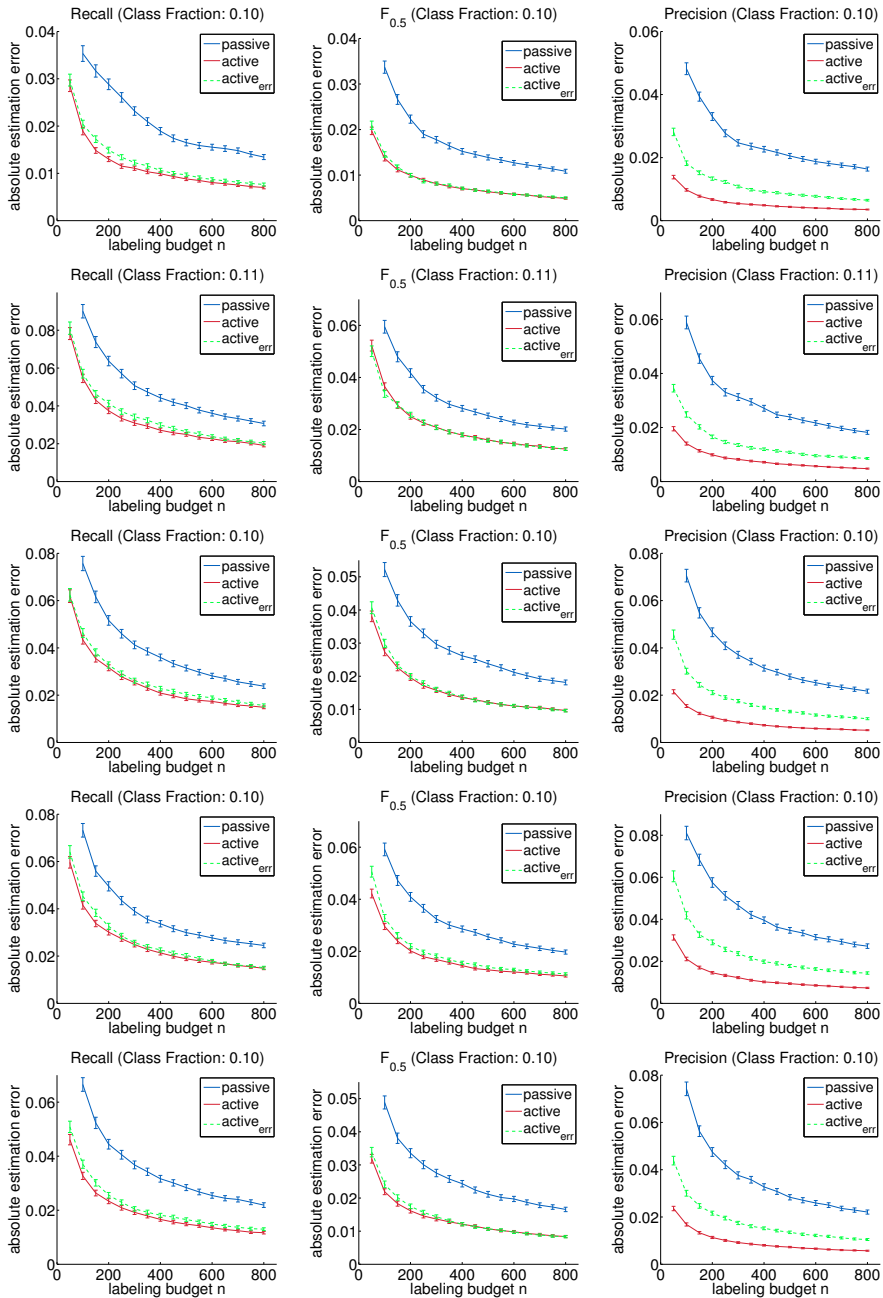 Recall (Class Fraction: 0.10)
absolute estimation error
0.04
0.03
0.02
0.01
0
0 200 400 600 800
labeling budget n
passive
active
active_err
F_0.5 (Class Fraction: 0.10)
absolute estimation error
0.04
0.03
0.02
0.01
0
0 200 400 600 800
labeling budget n
passive
active
active_err
Precision (Class Fraction: 0.10)
absolute estimation error
0.06
0.04
0.02
0
0 200 400 600 800
labeling budget n
passive
active
active_err
Recall (Class Fraction: 0.11)
absolute estimation error
0.08
0.06
0.04
0.02
0
0 200 400 600 800
labeling budget n
passive
active
active_err
F_0.5 (Class Fraction: 0.11)
absolute estimation error
0.06
0.04
0.02
0
0 200 400 600 800
labeling budget n
passive
active
active_err
Precision (Class Fraction: 0.11)
absolute estimation error
0.06
0.04
0.02
0
0 200 400 600 800
labeling budget n
passive
active
active_err
Recall (Class Fraction: 0.10)
absolute estimation error
0.08
0.06
0.04
0.02
0
0 200 400 600 800
labeling budget n
passive
active
active_err
F_0.5 (Class Fraction: 0.10)
absolute estimation error
0.05
0.04
0.03
0.02
0.01
0
0 200 400 600 800
labeling budget n
passive
active
active_err
Precision (Class Fraction: 0.10)
absolute estimation error
0.08
0.06
0.04
0.02
0
0 200 400 600 800
labeling budget n
passive
active
active_err
Recall (Class Fraction: 0.10)
absolute estimation error
0.08
0.06
0.04
0.02
0
0 200 400 600 800
labeling budget n
passive
active
active_err
F_0.5 (Class Fraction: 0.10)
absolute estimation error
0.06
0.04
0.02
0
0 200 400 600 800
labeling budget n
passive
active
active_err
Precision (Class Fraction: 0.10)
absolute estimation error
0.08
0.06
0.04
0.02
0
0 200 400 600 800
labeling budget n
passive
active
active_err
Recall (Class Fraction: 0.10)
absolute estimation error
0.06
0.04
0.02
0
0 200 400 600 800
labeling budget n
passive
active
active_err
F_0.5 (Class Fraction: 0.10)
absolute estimation error
0.05
0.04
0.03
0.02
0.01
0
0 200 400 600 800
labeling budget n
passive
active
active_err
Precision (Class Fraction: 0.10)
absolute estimation error
0.08
0.06
0.04
0.02
0
0 200 400 600 800
labeling budget n
passive
active
active_err